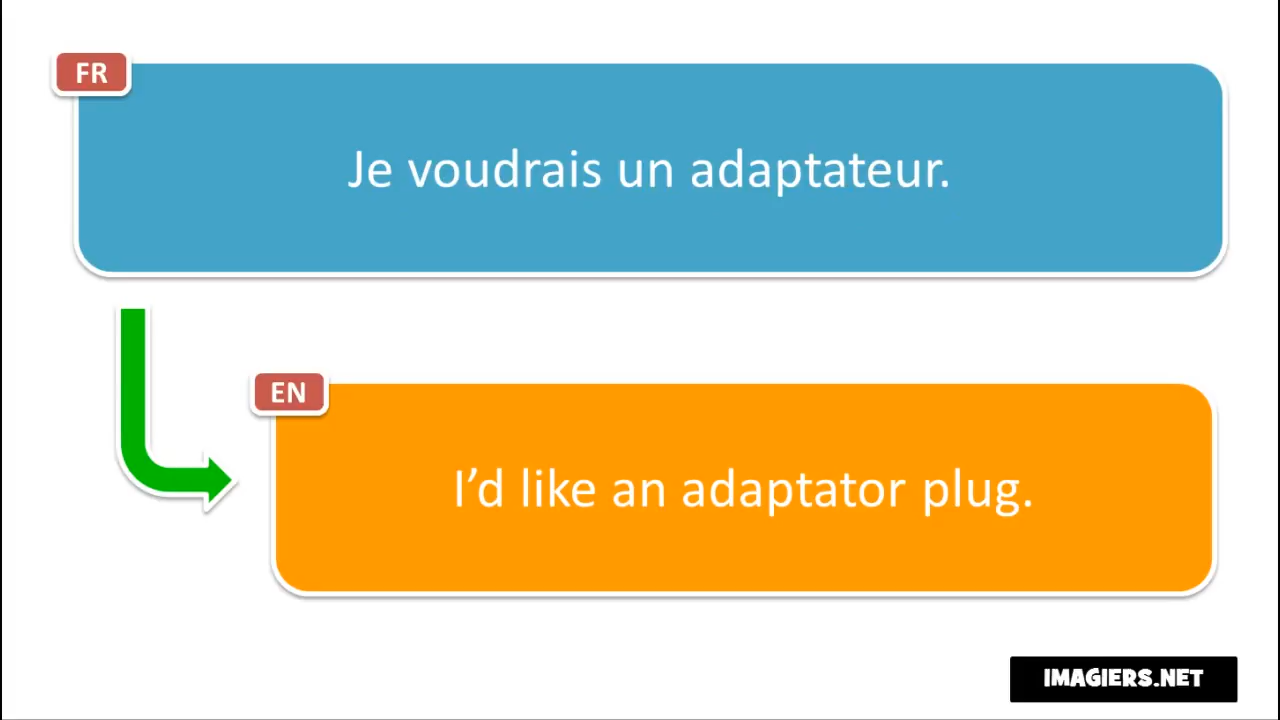 FR
Je voudrais un adaptateur.
EN
I’d like an adaptator plug.
IMAGIERS.NET